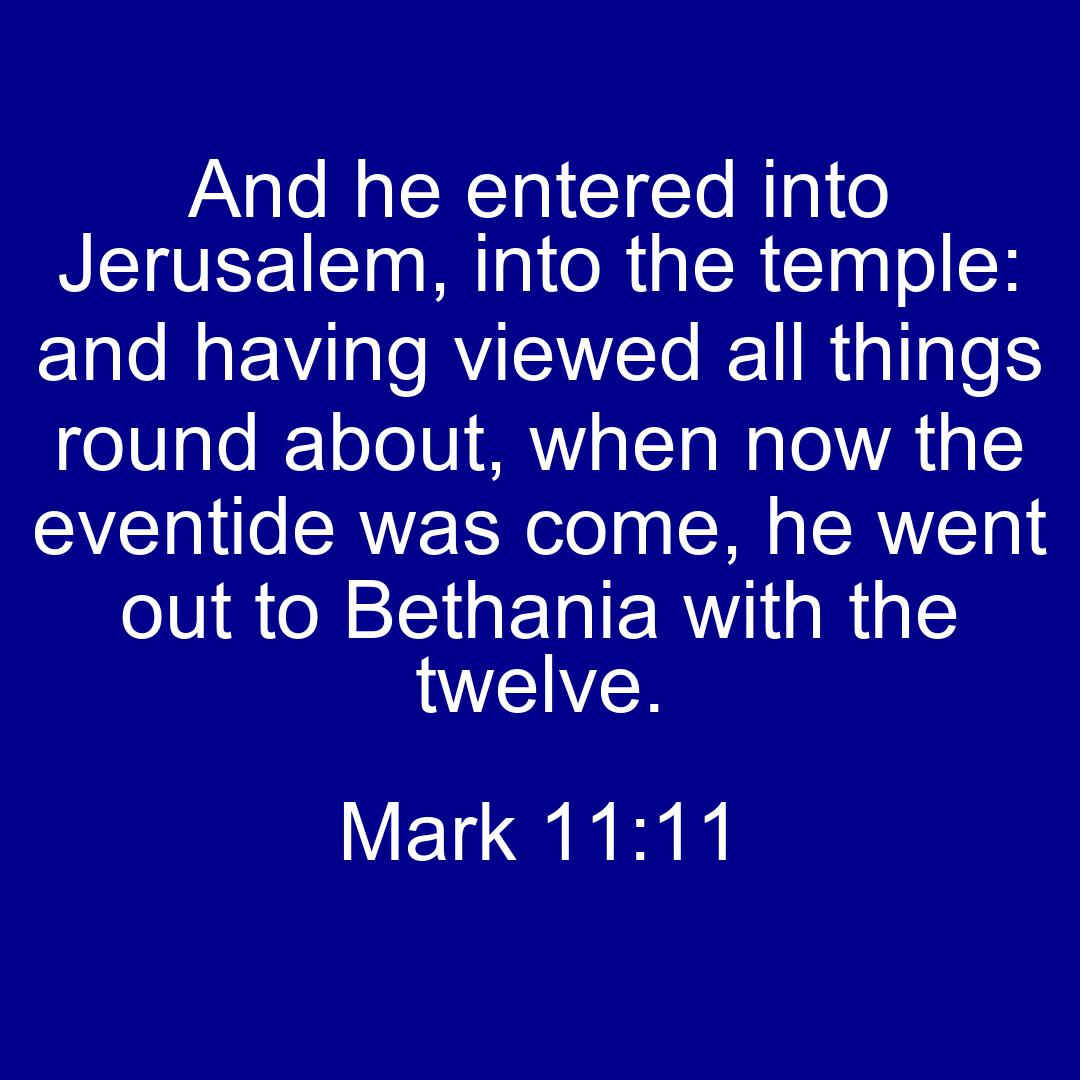 And he entered into
Jerusalem, into the temple:
and having viewed all things
round about, when now the
eventide was come, he went
out to Bethania with the
twelve.
Mark 11:11